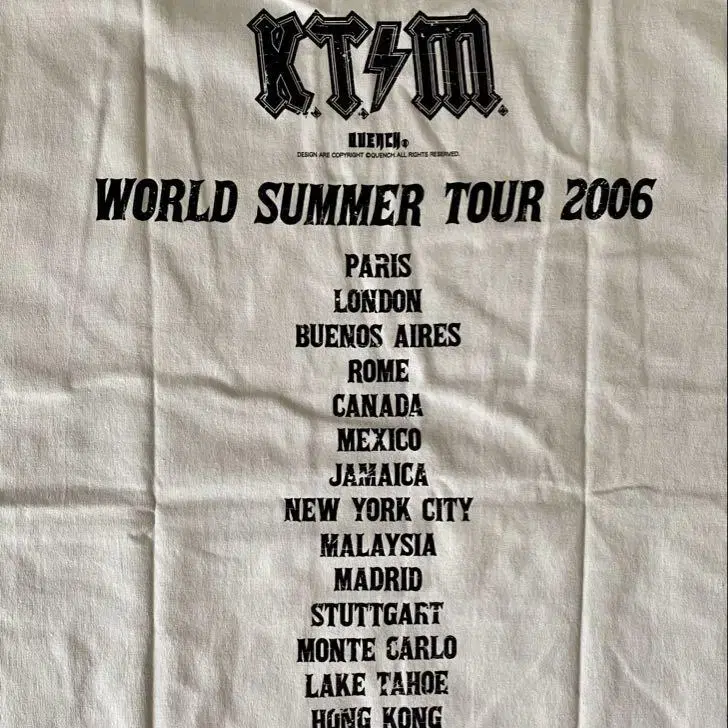 K.T.M.
QUENCH®
DESIGN ARE COPYRIGHT ©QUENCH.ALL RIGHTS RESERVED.
WORLD SUMMER TOUR 2006
PARIS
LONDON
BUENOS AIRES
ROME
CANADA
MEXICO
JAMAICA
NEW YORK CITY
MALAYSIA
MADRID
STUTTGART
MONTE CARLO
LAKE TAHOE
HONG KONG